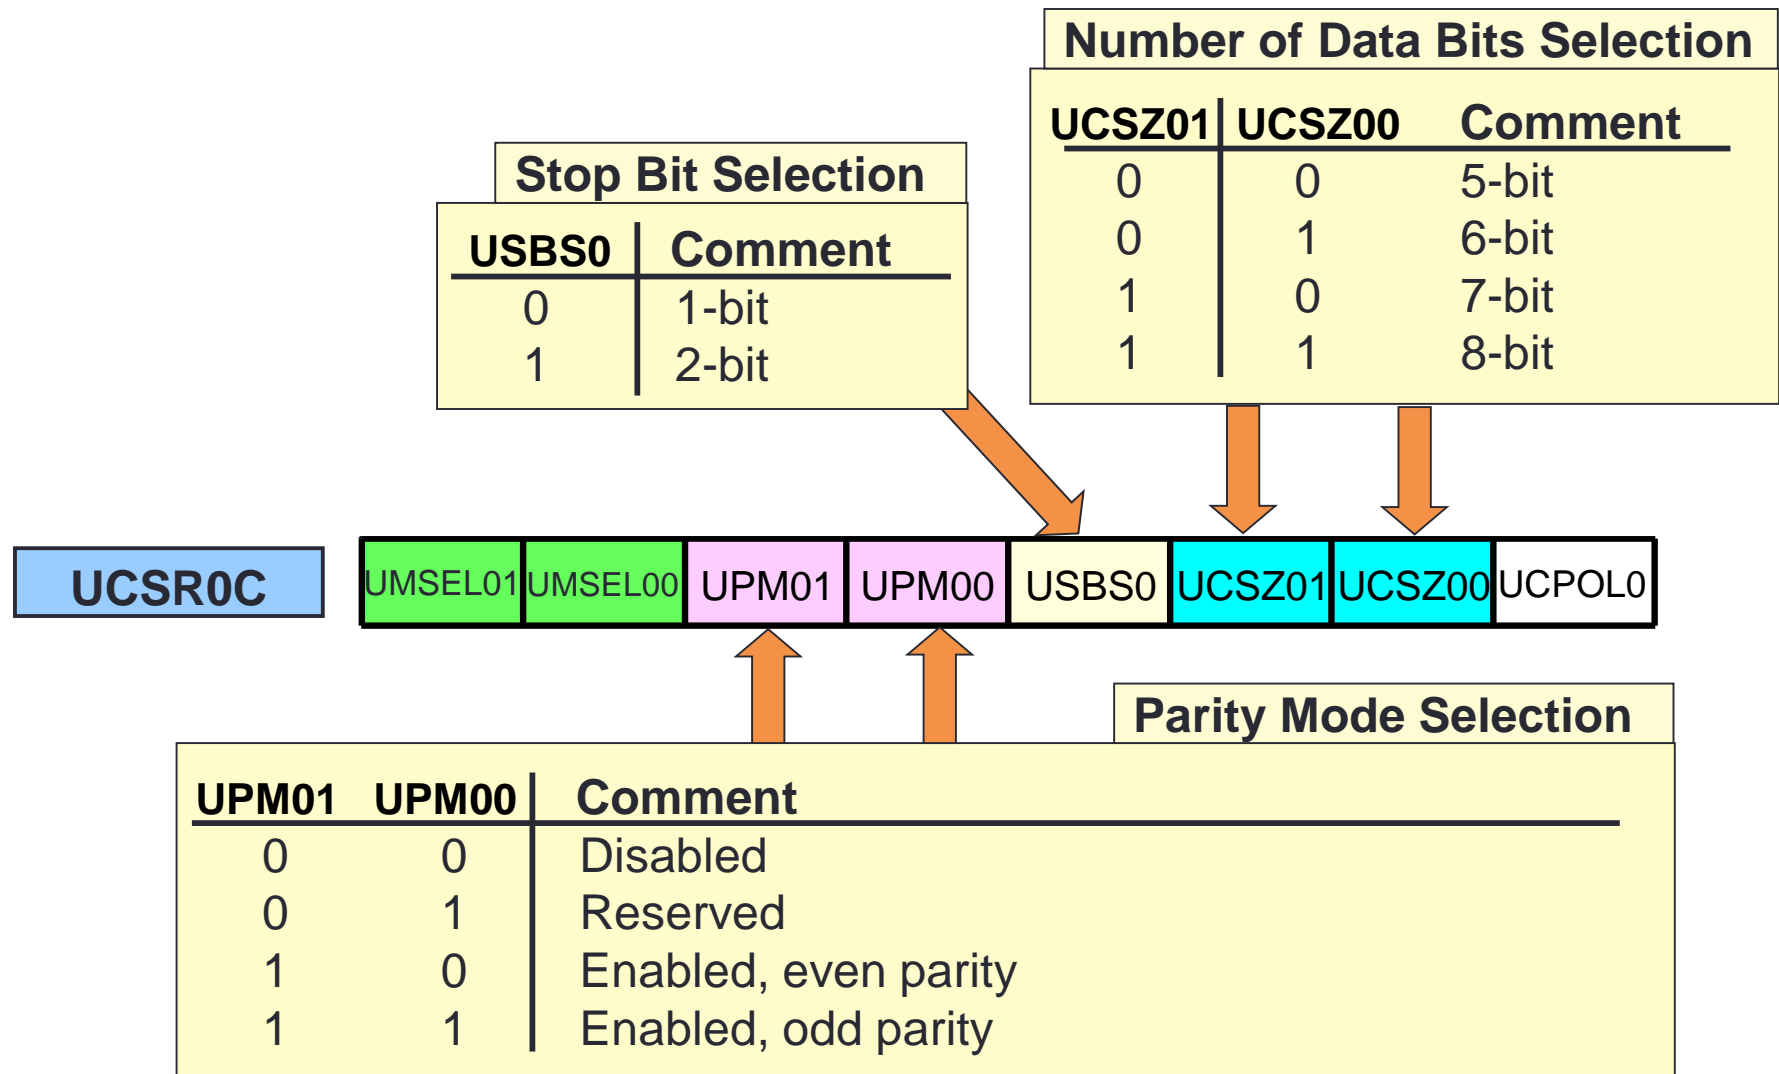 Number of Data Bits Selection
UCSZ01 UCSZ00 Comment
0 0 5-bit
0 1 6-bit
1 0 7-bit
1 1 8-bit
Stop Bit Selection
USBS0 Comment
0 1-bit
1 2-bit
UCSR0C
UMSEL01 UMSEL00 UPM01 UPM00 USBS0 UCSZ01 UCSZ00 UCPOL0
Parity Mode Selection
UPM01 UPM00 Comment
0 0 Disabled
0 1 Reserved
1 0 Enabled, even parity
1 1 Enabled, odd parity